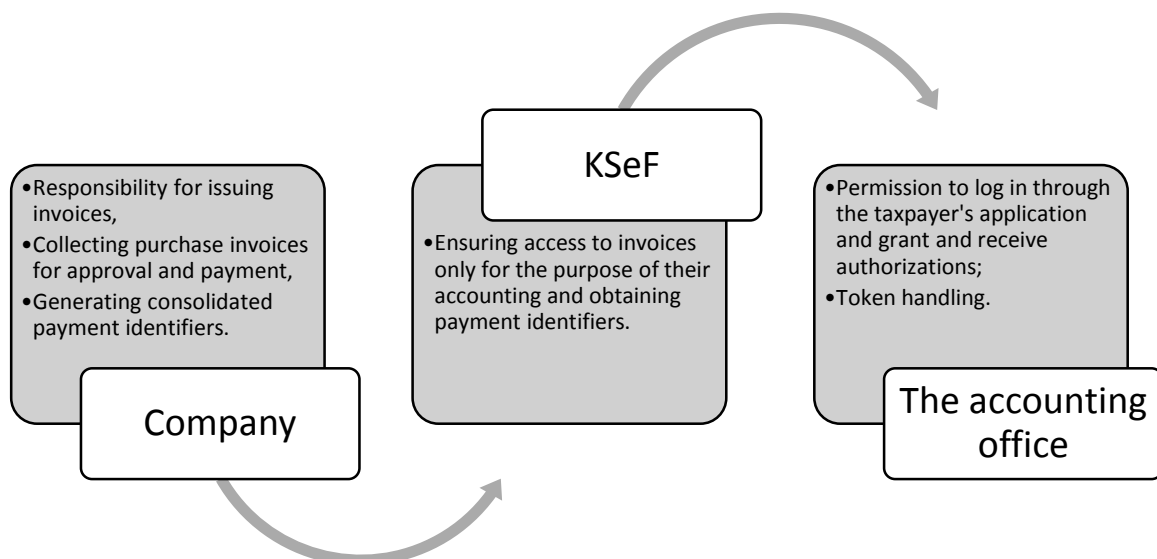 •Responsibility for issuing
invoices,
•Collecting purchase invoices
for approval and payment,
•Generating consolidated
payment identifiers.
Company
KSeF
•Ensuring access to invoices
only for the purpose of their
accounting and obtaining
payment identifiers.
•Permission to log in through
the taxpayer's application
and grant and receive
authorizations;
•Token handling.
The accounting
office